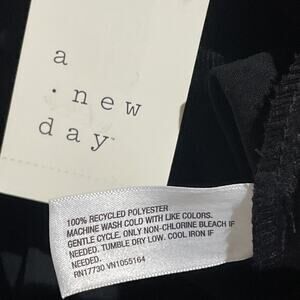 a
. new
day™
100% RECYCLED POLYESTER
MACHINE WASH COLD WITH LIKE COLORS.
GENTLE CYCLE. ONLY NON-CHLORINE BLEACH IF
NEEDED. TUMBLE DRY LOW. COOL IRON IF
NEEDED.
RN17730 VN1055164